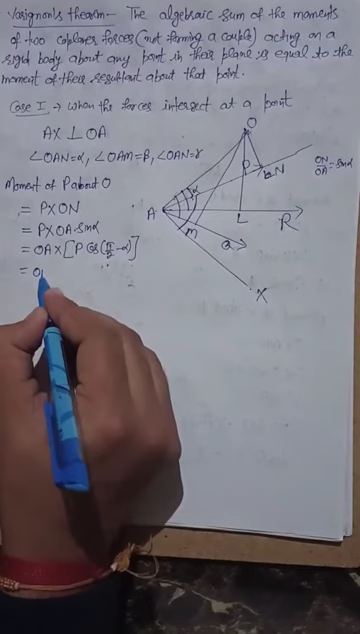 Varignon's theorem - The algebraic sum of the moments
of two coplaner forces (not forming a couple) acting on a
rigid body about any point in their plane is equal to the
moment of their resultant about that point.
Case I → when the forces intersect at a point
AX ⊥ OA
∠OAN=α, ∠OAM=β, ∠OAN=γ
Moment of P about O
= P×ON
= P×OA·sinα
= OA×[P Cos(π/2-α)]
= O
O
N
ON/OA = sinα
α
A
M
L
R
Q
X